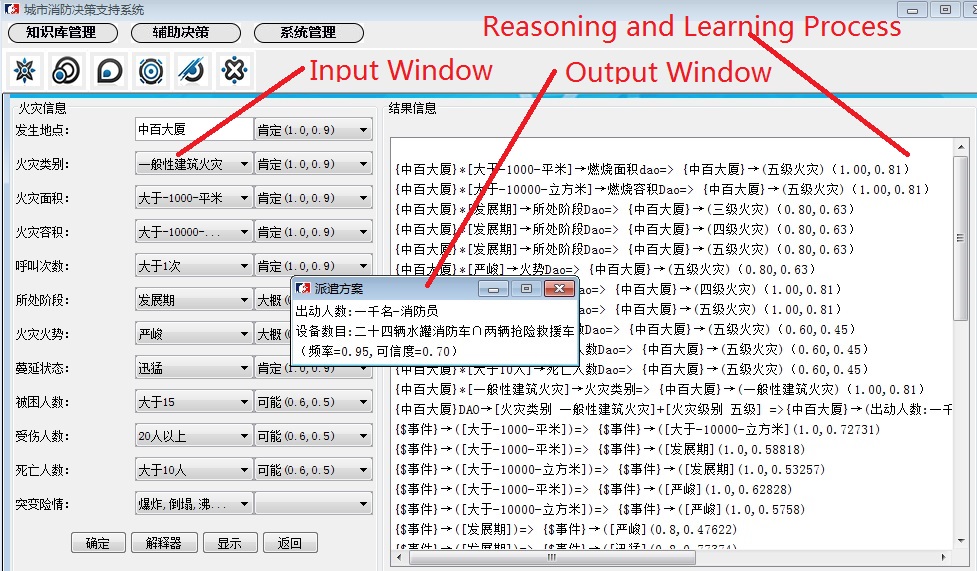 城市消防决策支持系统
知识库管理 辅助决策 系统管理
Reasoning and Learning Process
Input Window
Output Window
火灾信息
发生地点: 中百大厦 肯定(1.0,0.9)
火灾类别: 一般性建筑火灾 肯定(1.0,0.9)
火灾面积: 大于-1000-平米 肯定(1.0,0.9)
火灾容积: 大于-10000-... 肯定(1.0,0.9)
呼叫次数: 大于1次 肯定(1.0,0.9)
所处阶段: 发展期 大概(0.
火灾火势: 严峻 大概(0.
蔓延状态: 迅猛 肯定(1.0,0.9)
被困人数: 大于15 可能(0.6,0.5)
受伤人数: 20人以上 可能(0.6,0.5)
死亡人数: 大于10人 可能(0.6,0.5)
突变险情: 爆炸,倒塌,沸...
确定 解释器 显示 返回
派遣方案
出动人数:一千名-消防员
设备数目:二十四辆水罐消防车∩两辆抢险救援车
(频率=0.95,可信度=0.70)
结果信息
{中百大厦}*[大于-1000-平米]→燃烧面积dao=> {中百大厦}→(五级火灾) (1.00,0.81)
{中百大厦}*[大于-10000-立方米]→燃烧容积Dao=> {中百大厦}→(五级火灾) (1.00,0.81)
{中百大厦}*[发展期]→所处阶段Dao=> {中百大厦}→(三级火灾) (0.80,0.63)
{中百大厦}*[发展期]→所处阶段Dao=> {中百大厦}→(四级火灾) (0.80,0.63)
{中百大厦}*[发展期]→所处阶段Dao=> {中百大厦}→(五级火灾) (0.80,0.63)
{中百大厦}*[严峻]→火势Dao=> {中百大厦}→(五级火灾) (0.80,0.63)
ao=> {中百大厦}→(四级火灾) (1.00,0.81)
ao=> {中百大厦}→(五级火灾) (1.00,0.81)
Dao=> {中百大厦}→(五级火灾) (0.60,0.45)
人数Dao=> {中百大厦}→(五级火灾) (0.60,0.45)
{中百大厦}*[大于10人]→死亡人数Dao=> {中百大厦}→(五级火灾) (0.60,0.45)
{中百大厦}*[一般性建筑火灾]→火灾类别=> {中百大厦}→(一般性建筑火灾) (1.00,0.81)
{中百大厦}DAO→[火灾类别 一般性建筑火灾]+[火灾级别 五级] =>{中百大厦}→(出动人数:一千
{$事件}→([大于-1000-平米])=> {$事件}→([大于-10000-立方米](1.0,0.72731)
{$事件}→([大于-1000-平米])=> {$事件}→([发展期](1.0,0.58818)
{$事件}→([大于-10000-立方米])=> {$事件}→([发展期](1.0,0.53257)
{$事件}→([大于-1000-平米])=> {$事件}→([严峻](1.0,0.62828)
{$事件}→([大于-10000-立方米])=> {$事件}→([严峻](1.0,0.5758)
{$事件}→([发展期])=> {$事件}→([严峻](0.8,0.47622)